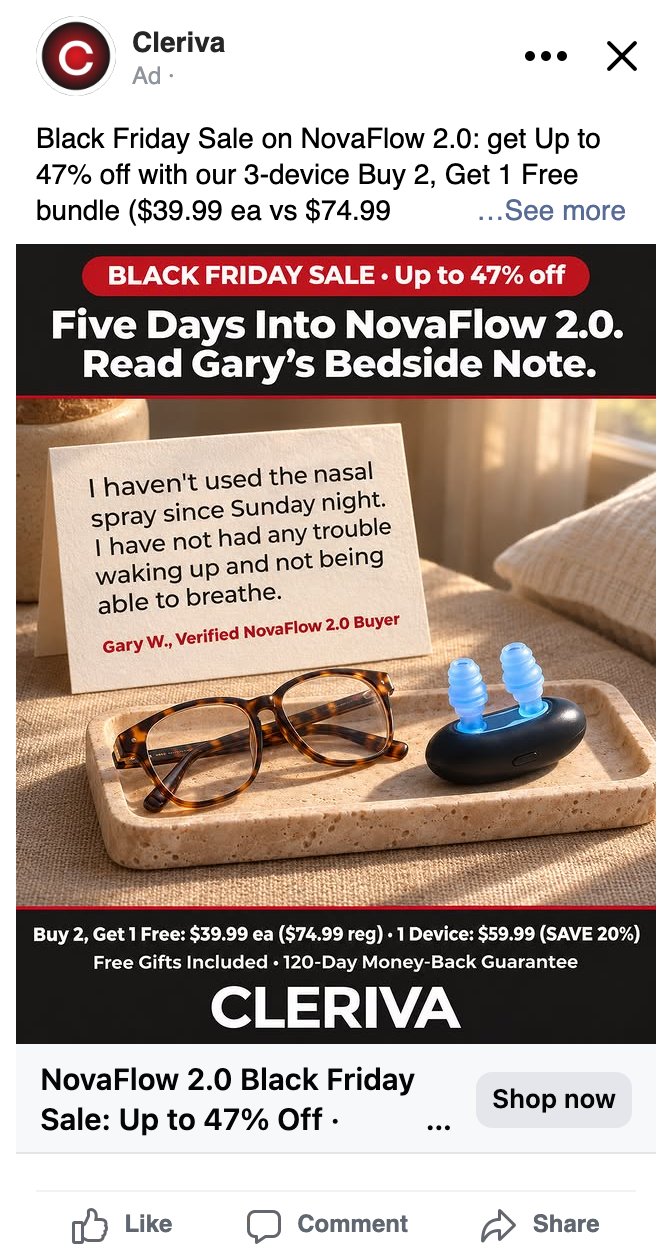 C
Cleriva
Ad ·
Black Friday Sale on NovaFlow 2.0: get Up to
47% off with our 3-device Buy 2, Get 1 Free
bundle ($39.99 ea vs $74.99 ...See more
BLACK FRIDAY SALE • Up to 47% off
Five Days Into NovaFlow 2.0.
Read Gary's Bedside Note.
I haven't used the nasal
spray since Sunday night.
I have not had any trouble
waking up and not being
able to breathe.
Gary W., Verified NovaFlow 2.0 Buyer
Buy 2, Get 1 Free: $39.99 ea ($74.99 reg) • 1 Device: $59.99 (SAVE 20%)
Free Gifts Included • 120-Day Money-Back Guarantee
CLERIVA
NovaFlow 2.0 Black Friday
Sale: Up to 47% Off · ...
Shop now
Like Comment Share